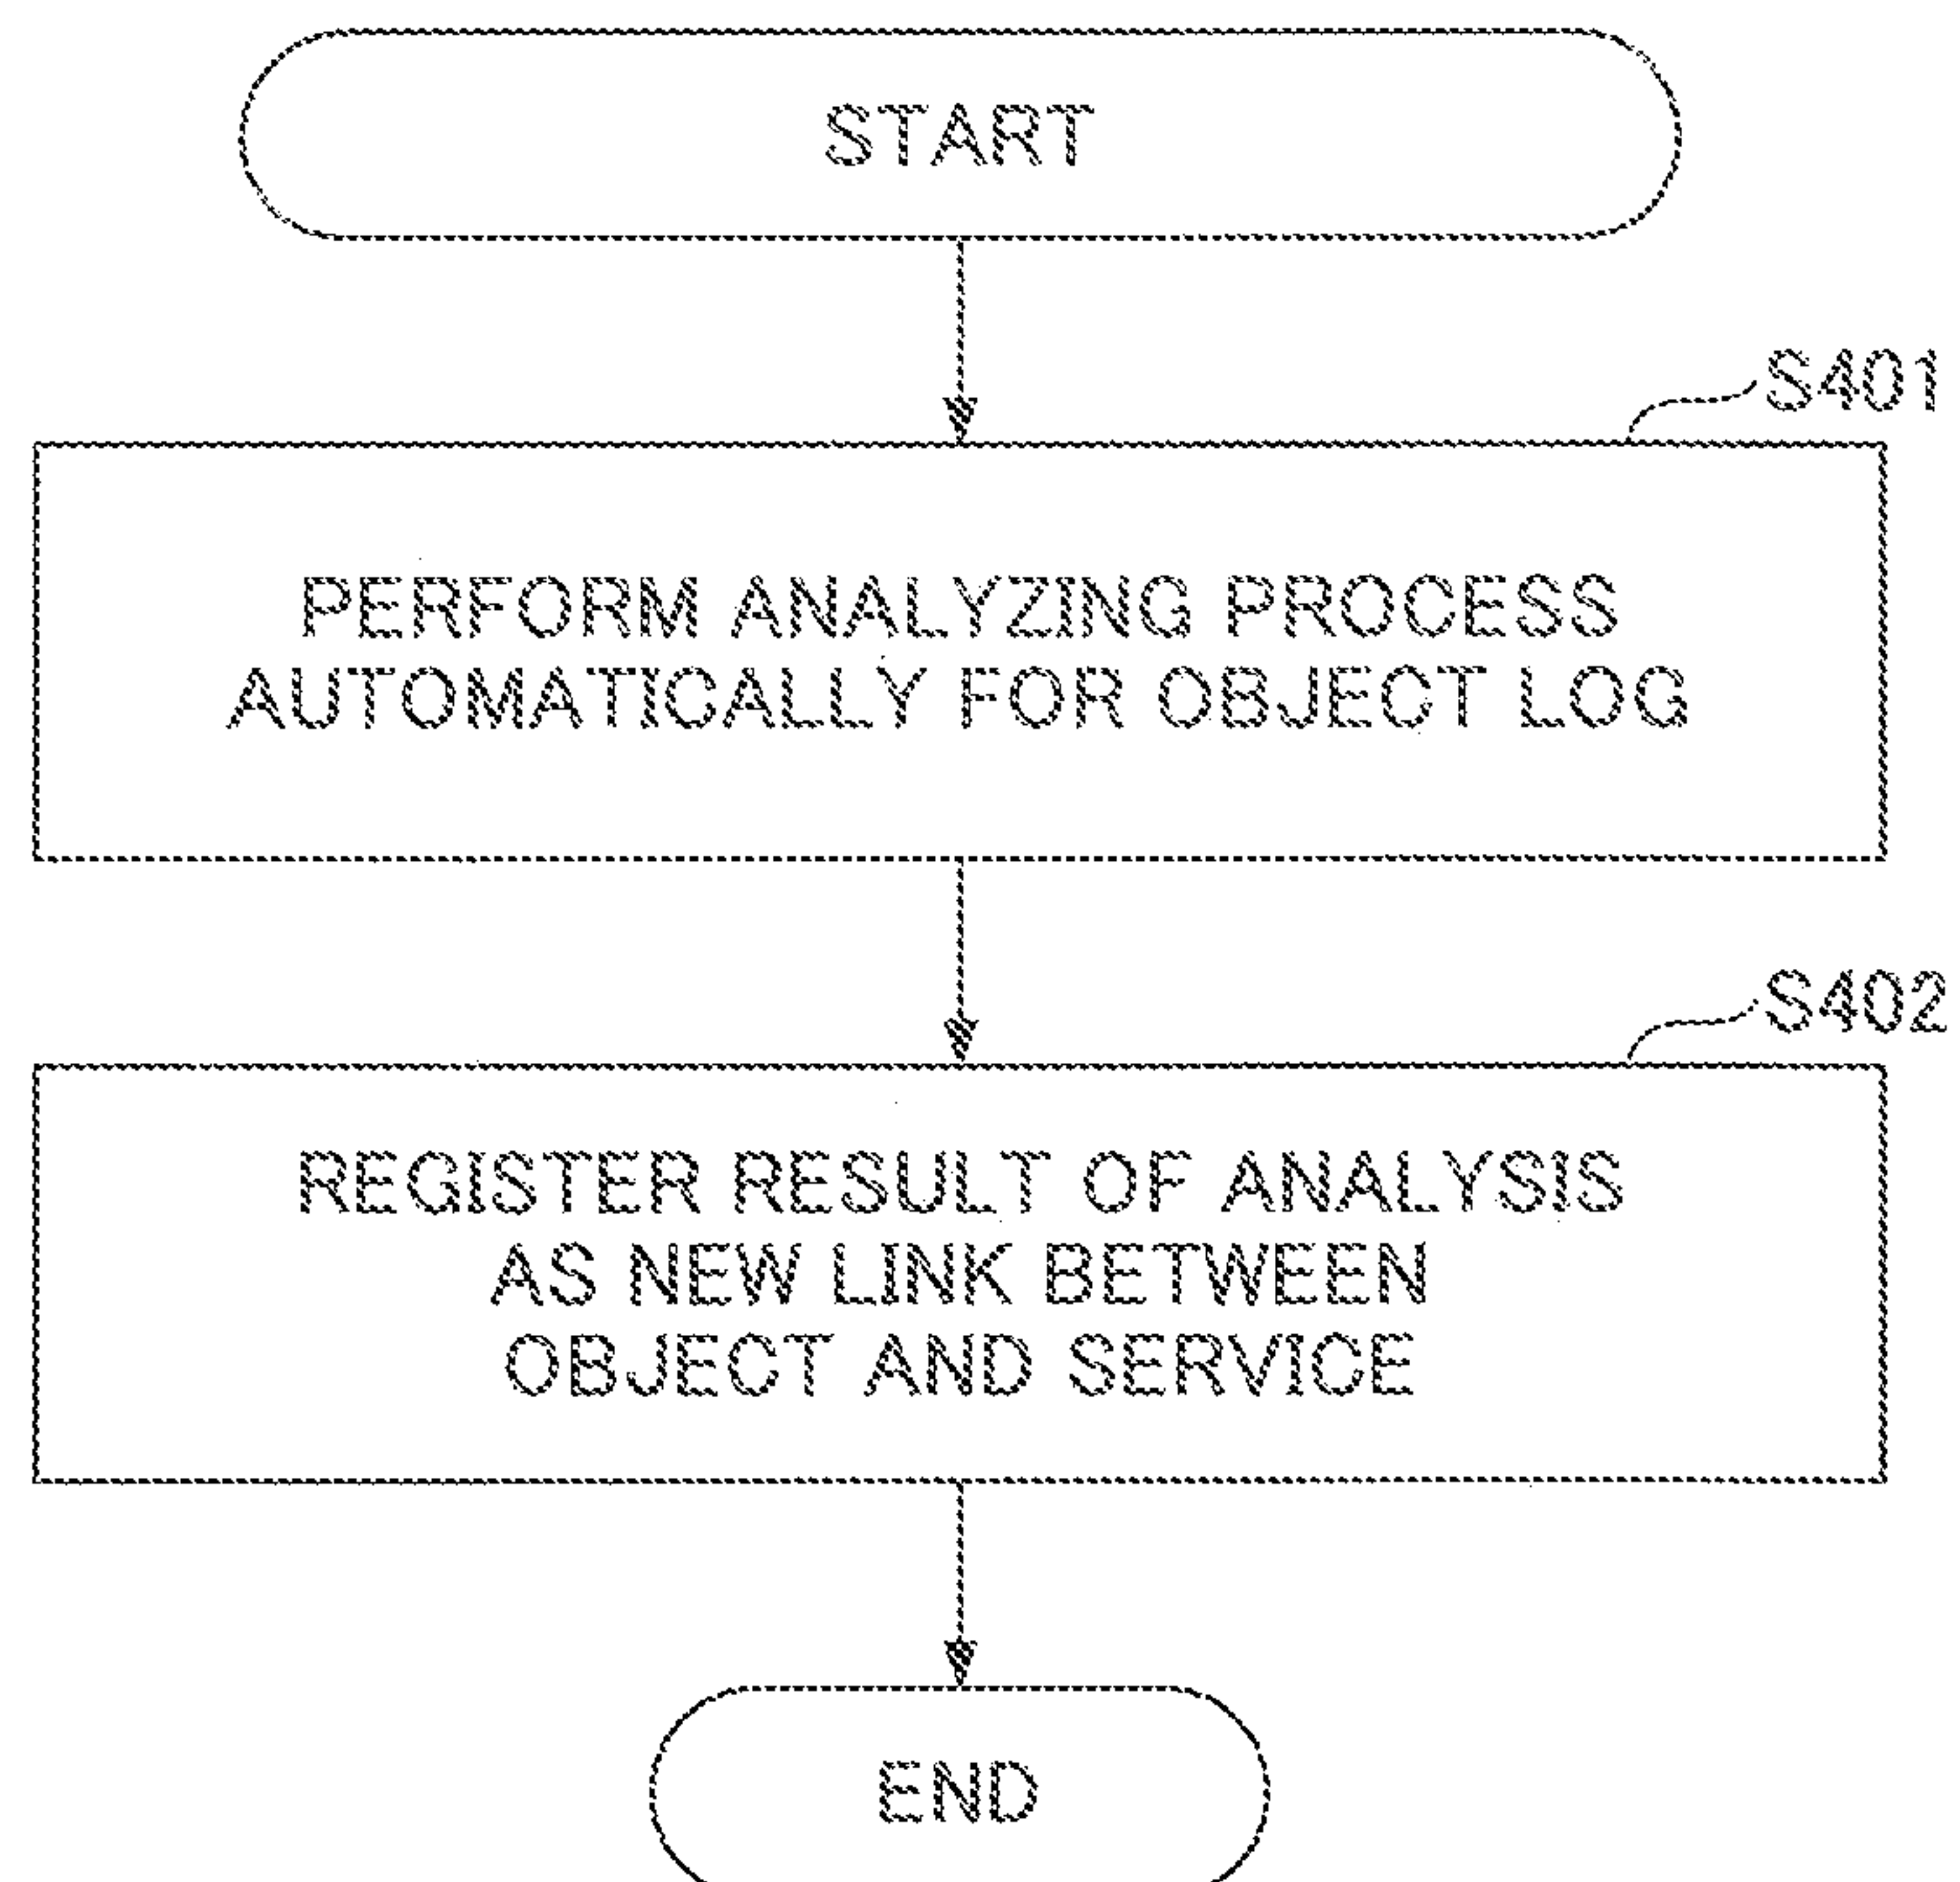 START
S401
PERFORM ANALYZING PROCESS
AUTOMATICALLY FOR OBJECT LOG
S402
REGISTER RESULT OF ANALYSIS
AS NEW LINK BETWEEN
OBJECT AND SERVICE
END